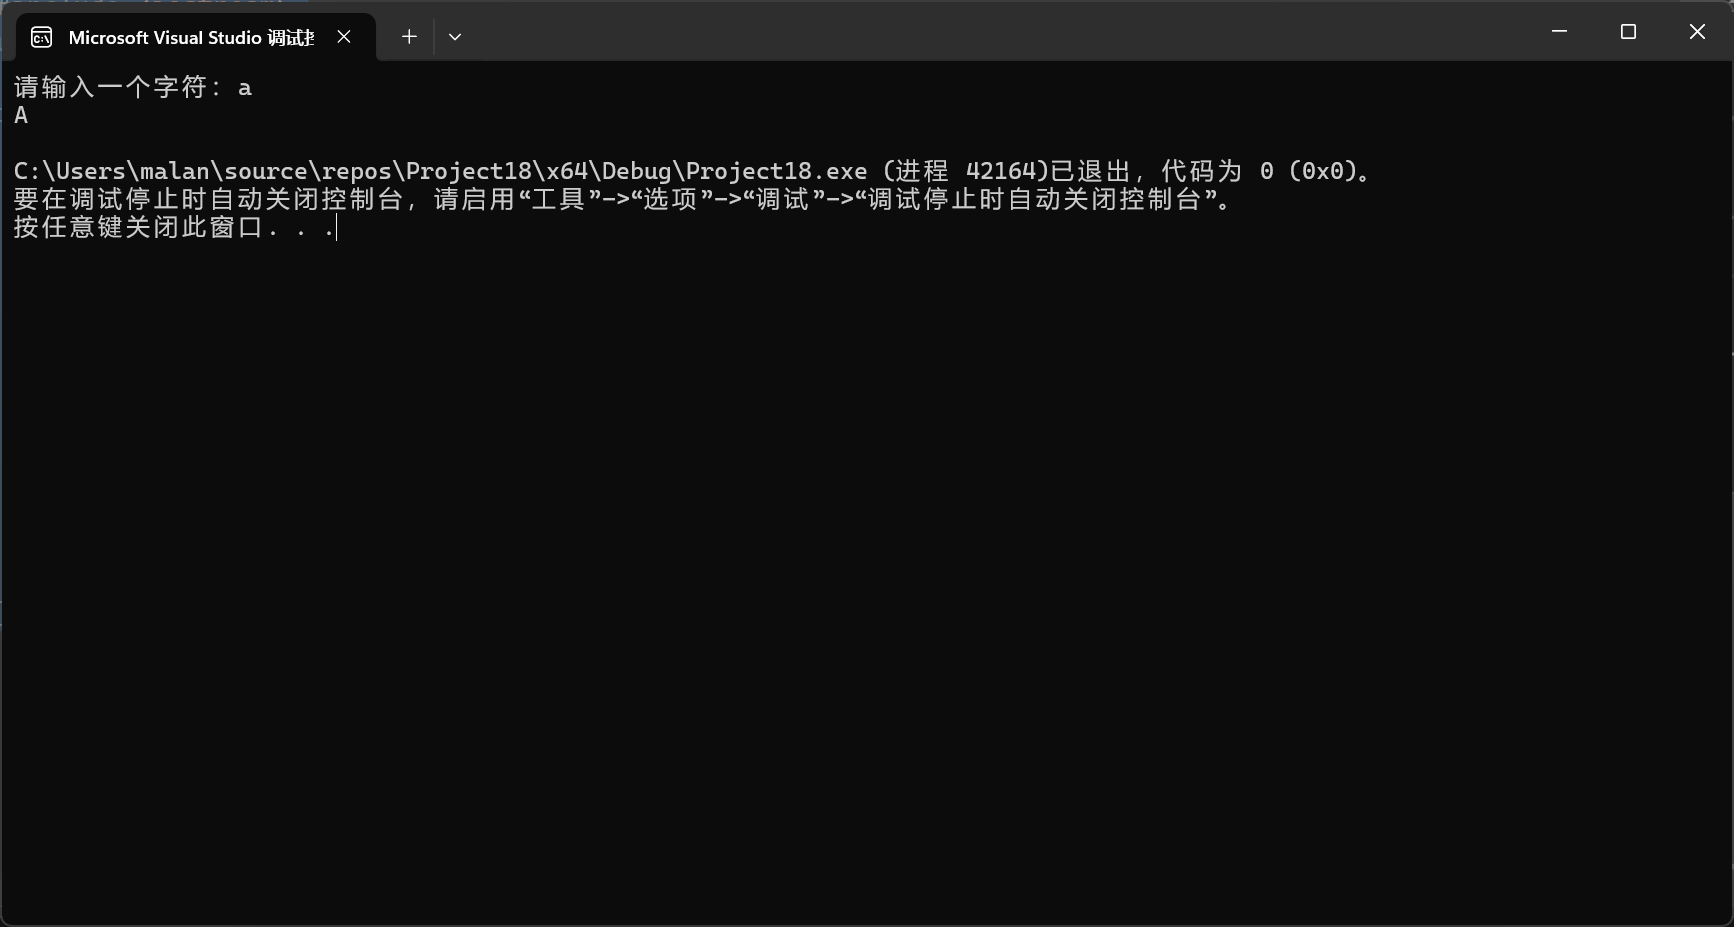 Microsoft Visual Studio 调试
请输入一个字符：a
A
C:\Users\malan\source\repos\Project18\x64\Debug\Project18.exe (进程 42164)已退出，代码为 0 (0x0)。
要在调试停止时自动关闭控制台，请启用“工具”->“选项”->“调试”->“调试停止时自动关闭控制台”。
按任意键关闭此窗口. . .